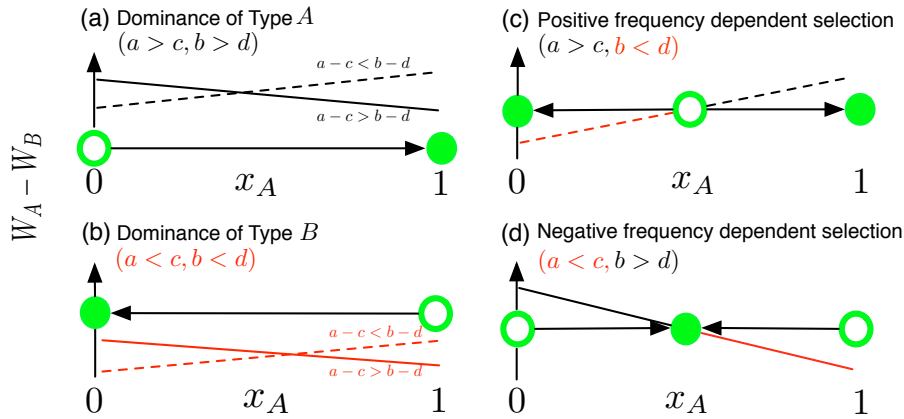 (a) Dominance of Type A
(a > c, b > d)
a − c < b − d
a − c > b − d
0
x_A
1
(c) Positive frequency dependent selection
(a > c, b < d)
0
x_A
1
W_A − W_B
(b) Dominance of Type B
(a < c, b < d)
a − c < b − d
a − c > b − d
0
x_A
1
(d) Negative frequency dependent selection
(a < c, b > d)
0
x_A
1